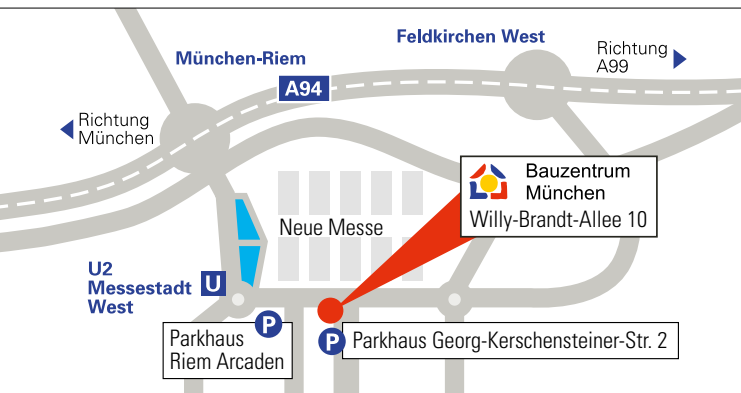 Feldkirchen West
Richtung
A99
München-Riem
A94
Richtung
München
Bauzentrum
München
Willy-Brandt-Allee 10
Neue Messe
U2
Messestadt
West
U
P
Parkhaus
Riem Arcaden
P
Parkhaus Georg-Kerschensteiner-Str. 2